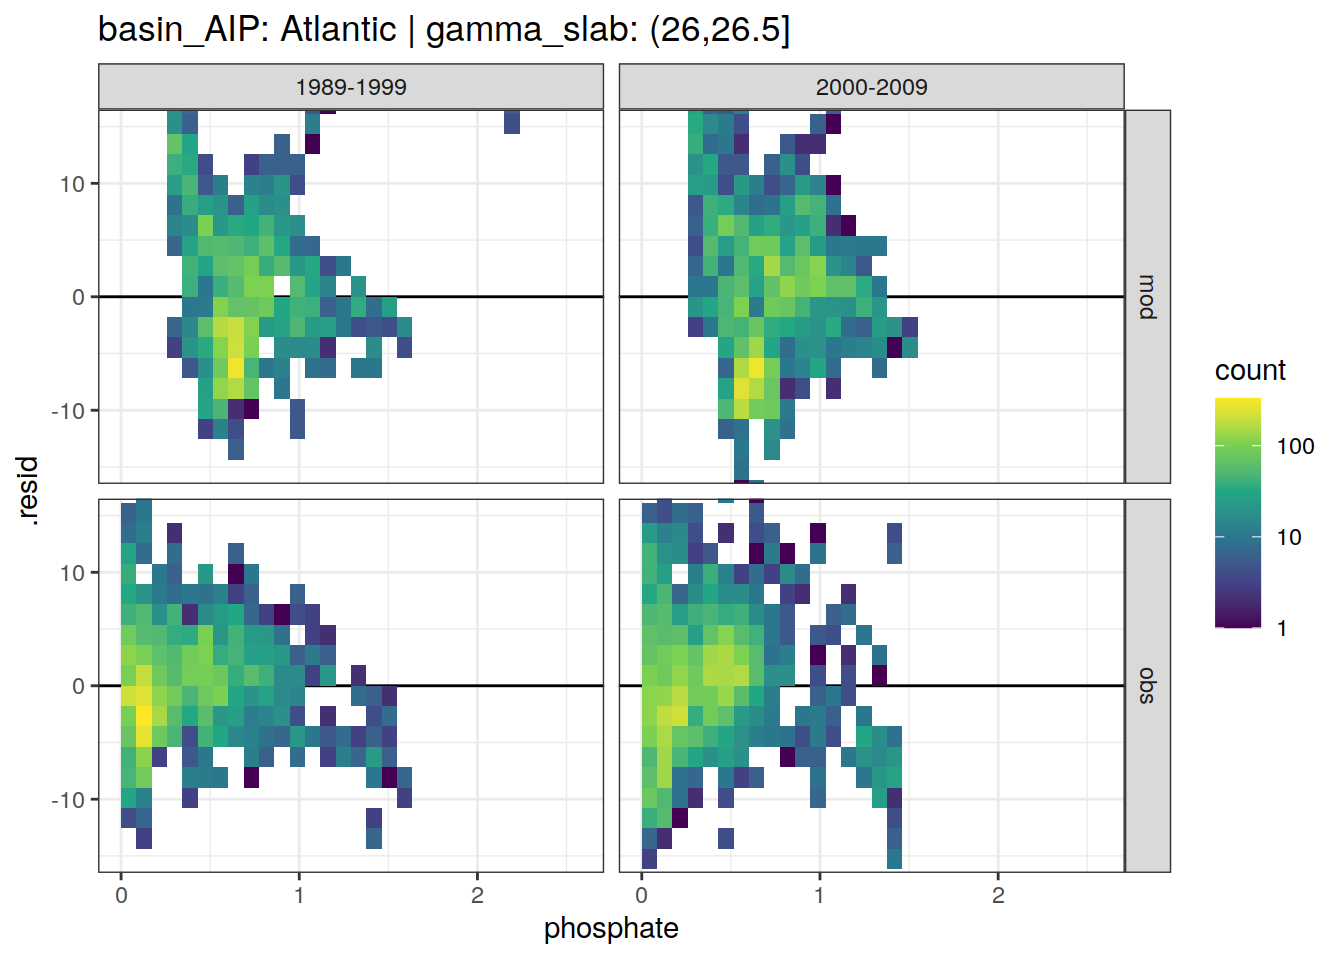 basin_AIP: Atlantic | gamma_slab: (26,26.5]
1989-1999
2000-2009
10
0
-10
mod
10
0
-10
obs
.resid
0
1
2
0
1
2
phosphate
count
100
10
1